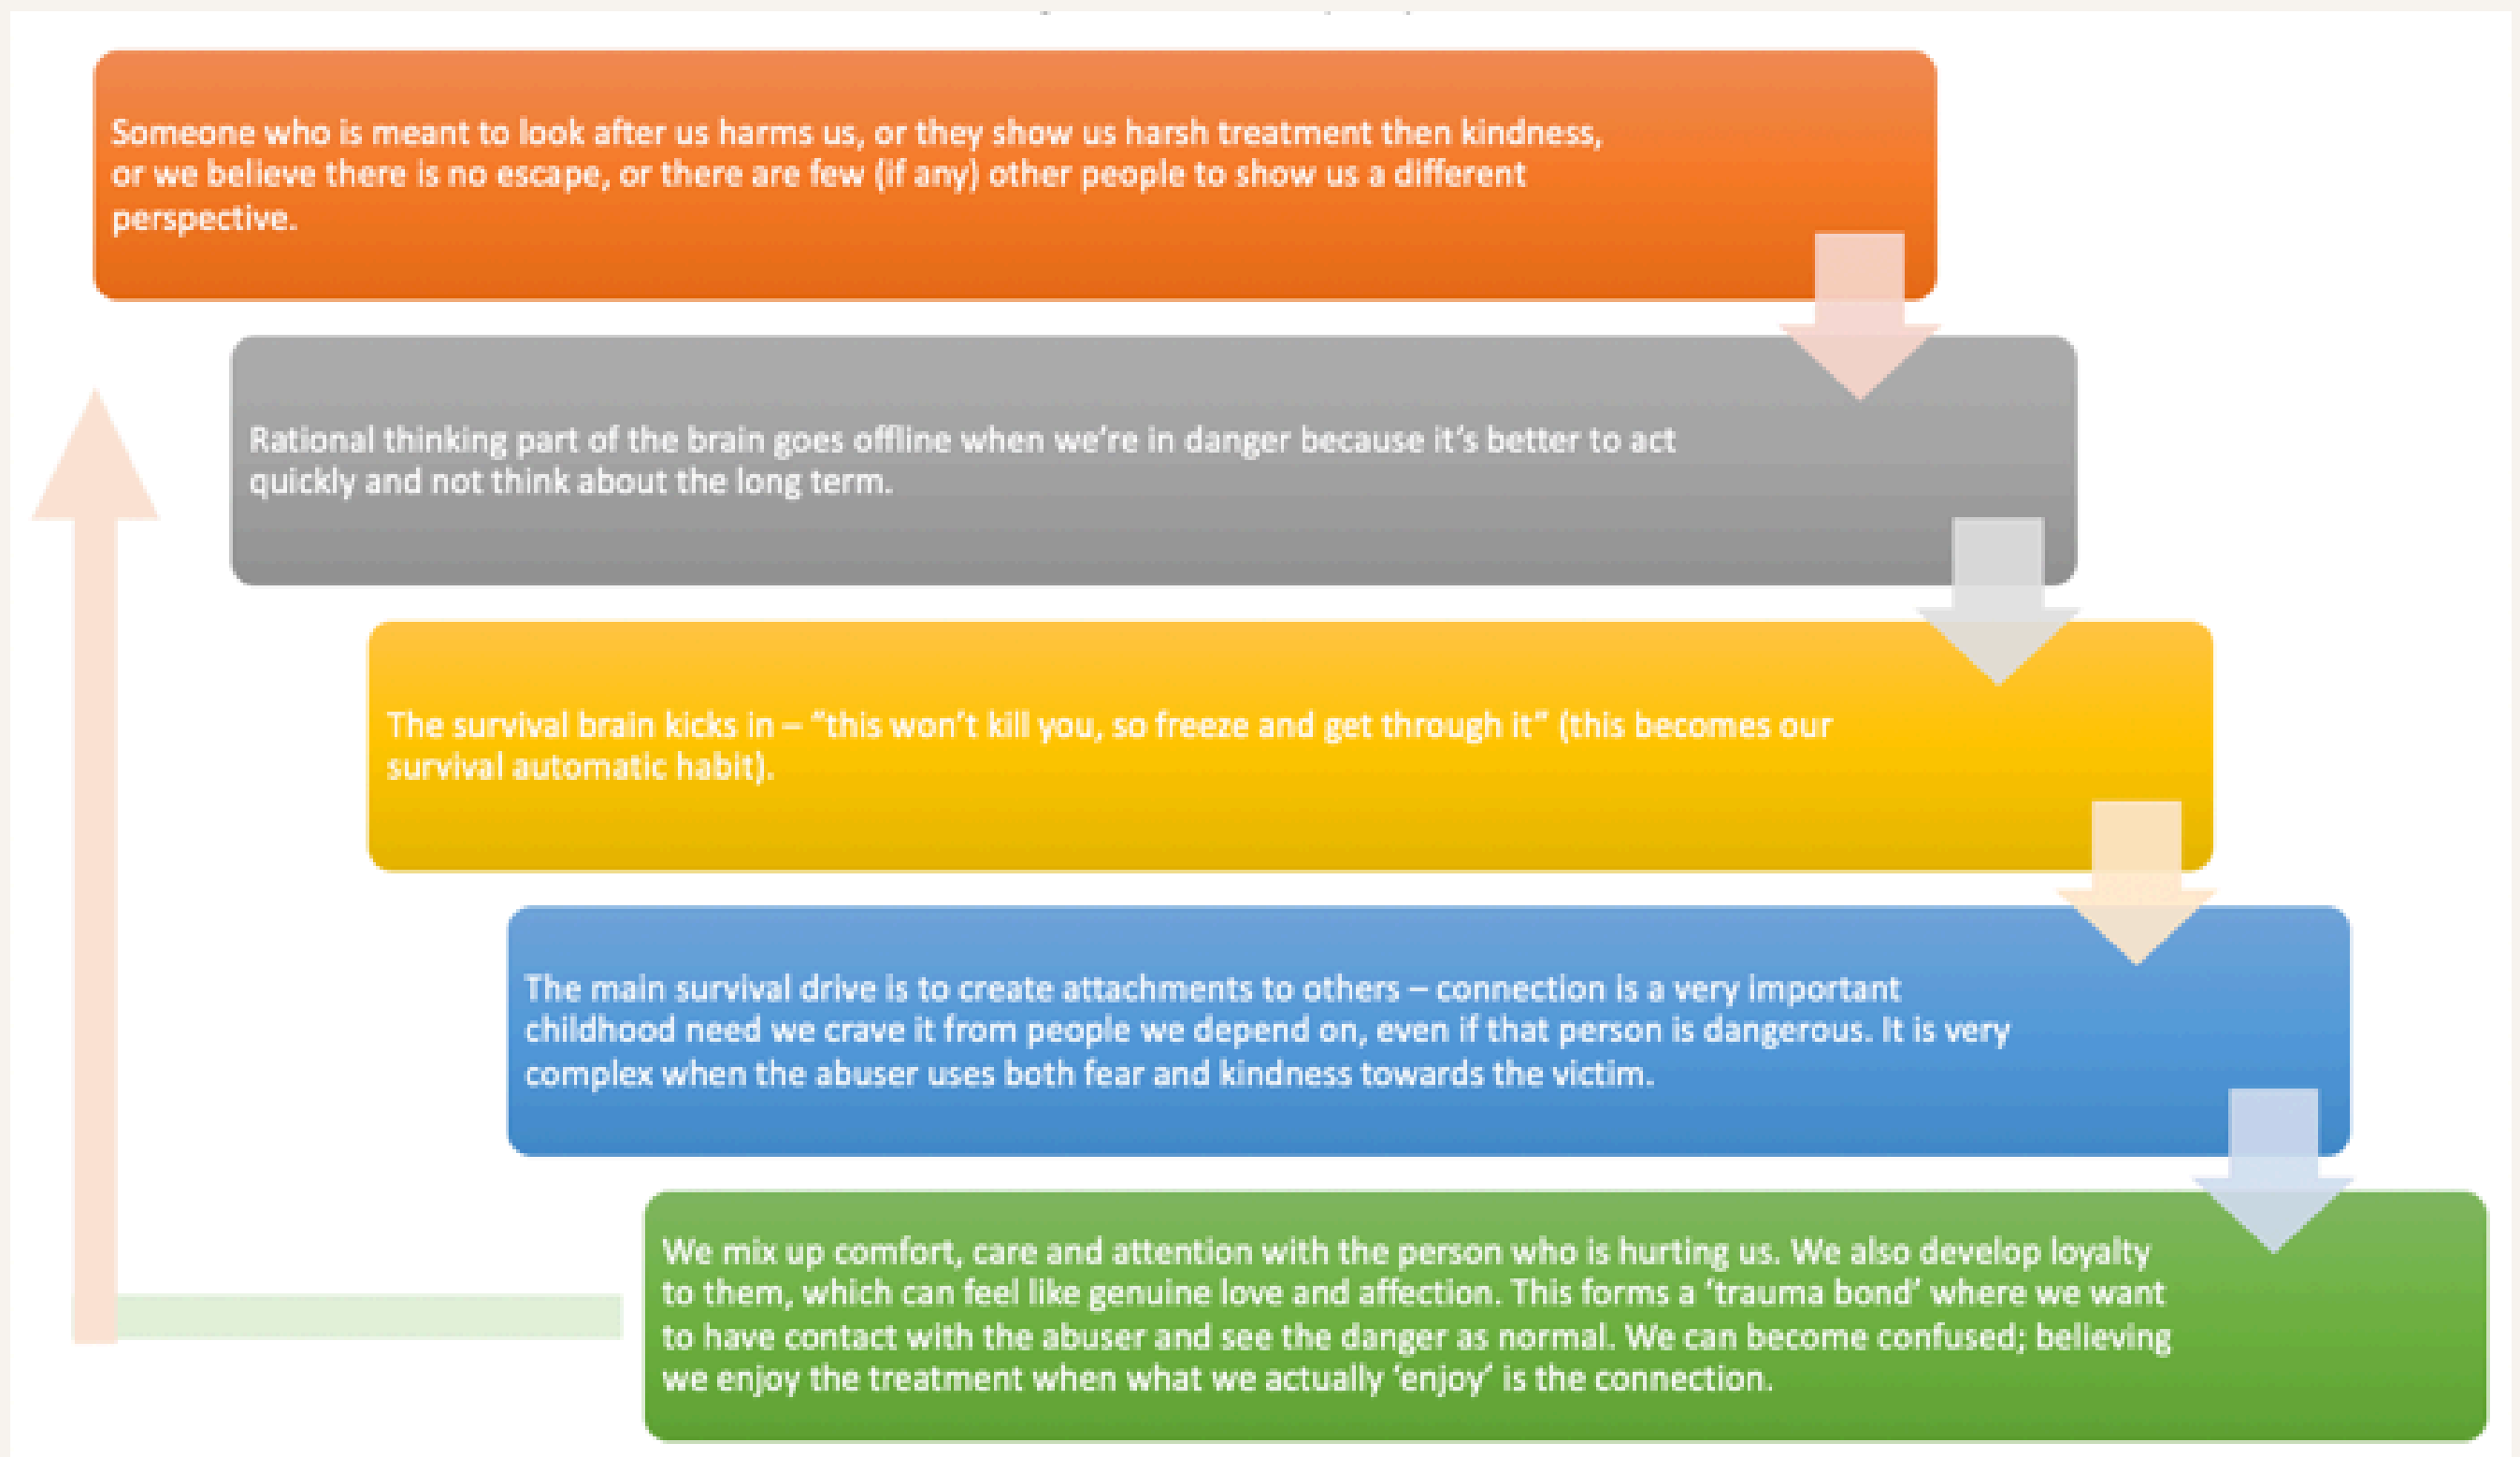 Someone who is meant to look after us harms us, or they show us harsh treatment then kindness,
or we believe there is no escape, or there are few (if any) other people to show us a different
perspective.
Rational thinking part of the brain goes offline when we're in danger because it's better to act
quickly and not think about the long term.
The survival brain kicks in – "this won't kill you, so freeze and get through it" (this becomes our
survival automatic habit).
The main survival drive is to create attachments to others – connection is a very important
childhood need we crave it from people we depend on, even if that person is dangerous. It is very
complex when the abuser uses both fear and kindness towards the victim.
We mix up comfort, care and attention with the person who is hurting us. We also develop loyalty
to them, which can feel like genuine love and affection. This forms a 'trauma bond' where we want
to have contact with the abuser and see the danger as normal. We can become confused; believing
we enjoy the treatment when what we actually 'enjoy' is the connection.